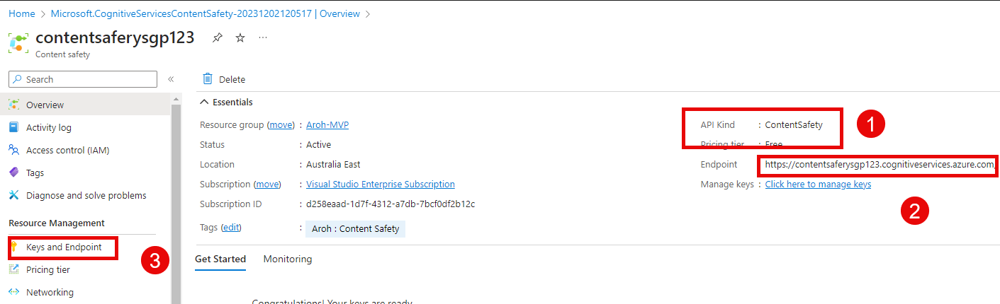 Home > Microsoft.CognitiveServicesContentSafety-20231202120517 | Overview >
contentsaferysgp123
Content safety
Search
Overview
Activity log
Access control (IAM)
Tags
Diagnose and solve problems
Resource Management
Keys and Endpoint
3
Pricing tier
Networking
Delete
Essentials
Resource group (move) : Aroh-MVP
Status : Active
Location : Australia East
Subscription (move) : Visual Studio Enterprise Subscription
Subscription ID : d258eaad-1d7f-4312-a7db-7bcf0df2b12c
Tags (edit) : Aroh : Content Safety
API Kind : ContentSafety
1
Pricing tier : Free
Endpoint : https://contentsaferysgp123.cognitiveservices.azure.com/
Manage keys : Click here to manage keys
2
Get Started Monitoring
Congratulations! Your keys are ready